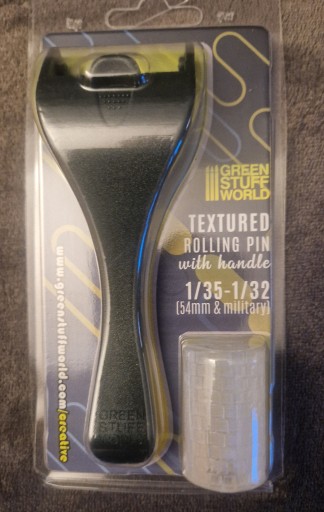 GREEN
STUFF
WORLD
TEXTURED
ROLLING PIN
with handle
1/35-1/32
(54mm & military)
www.greenstuffworld.com/creative
GREEN
STUFF